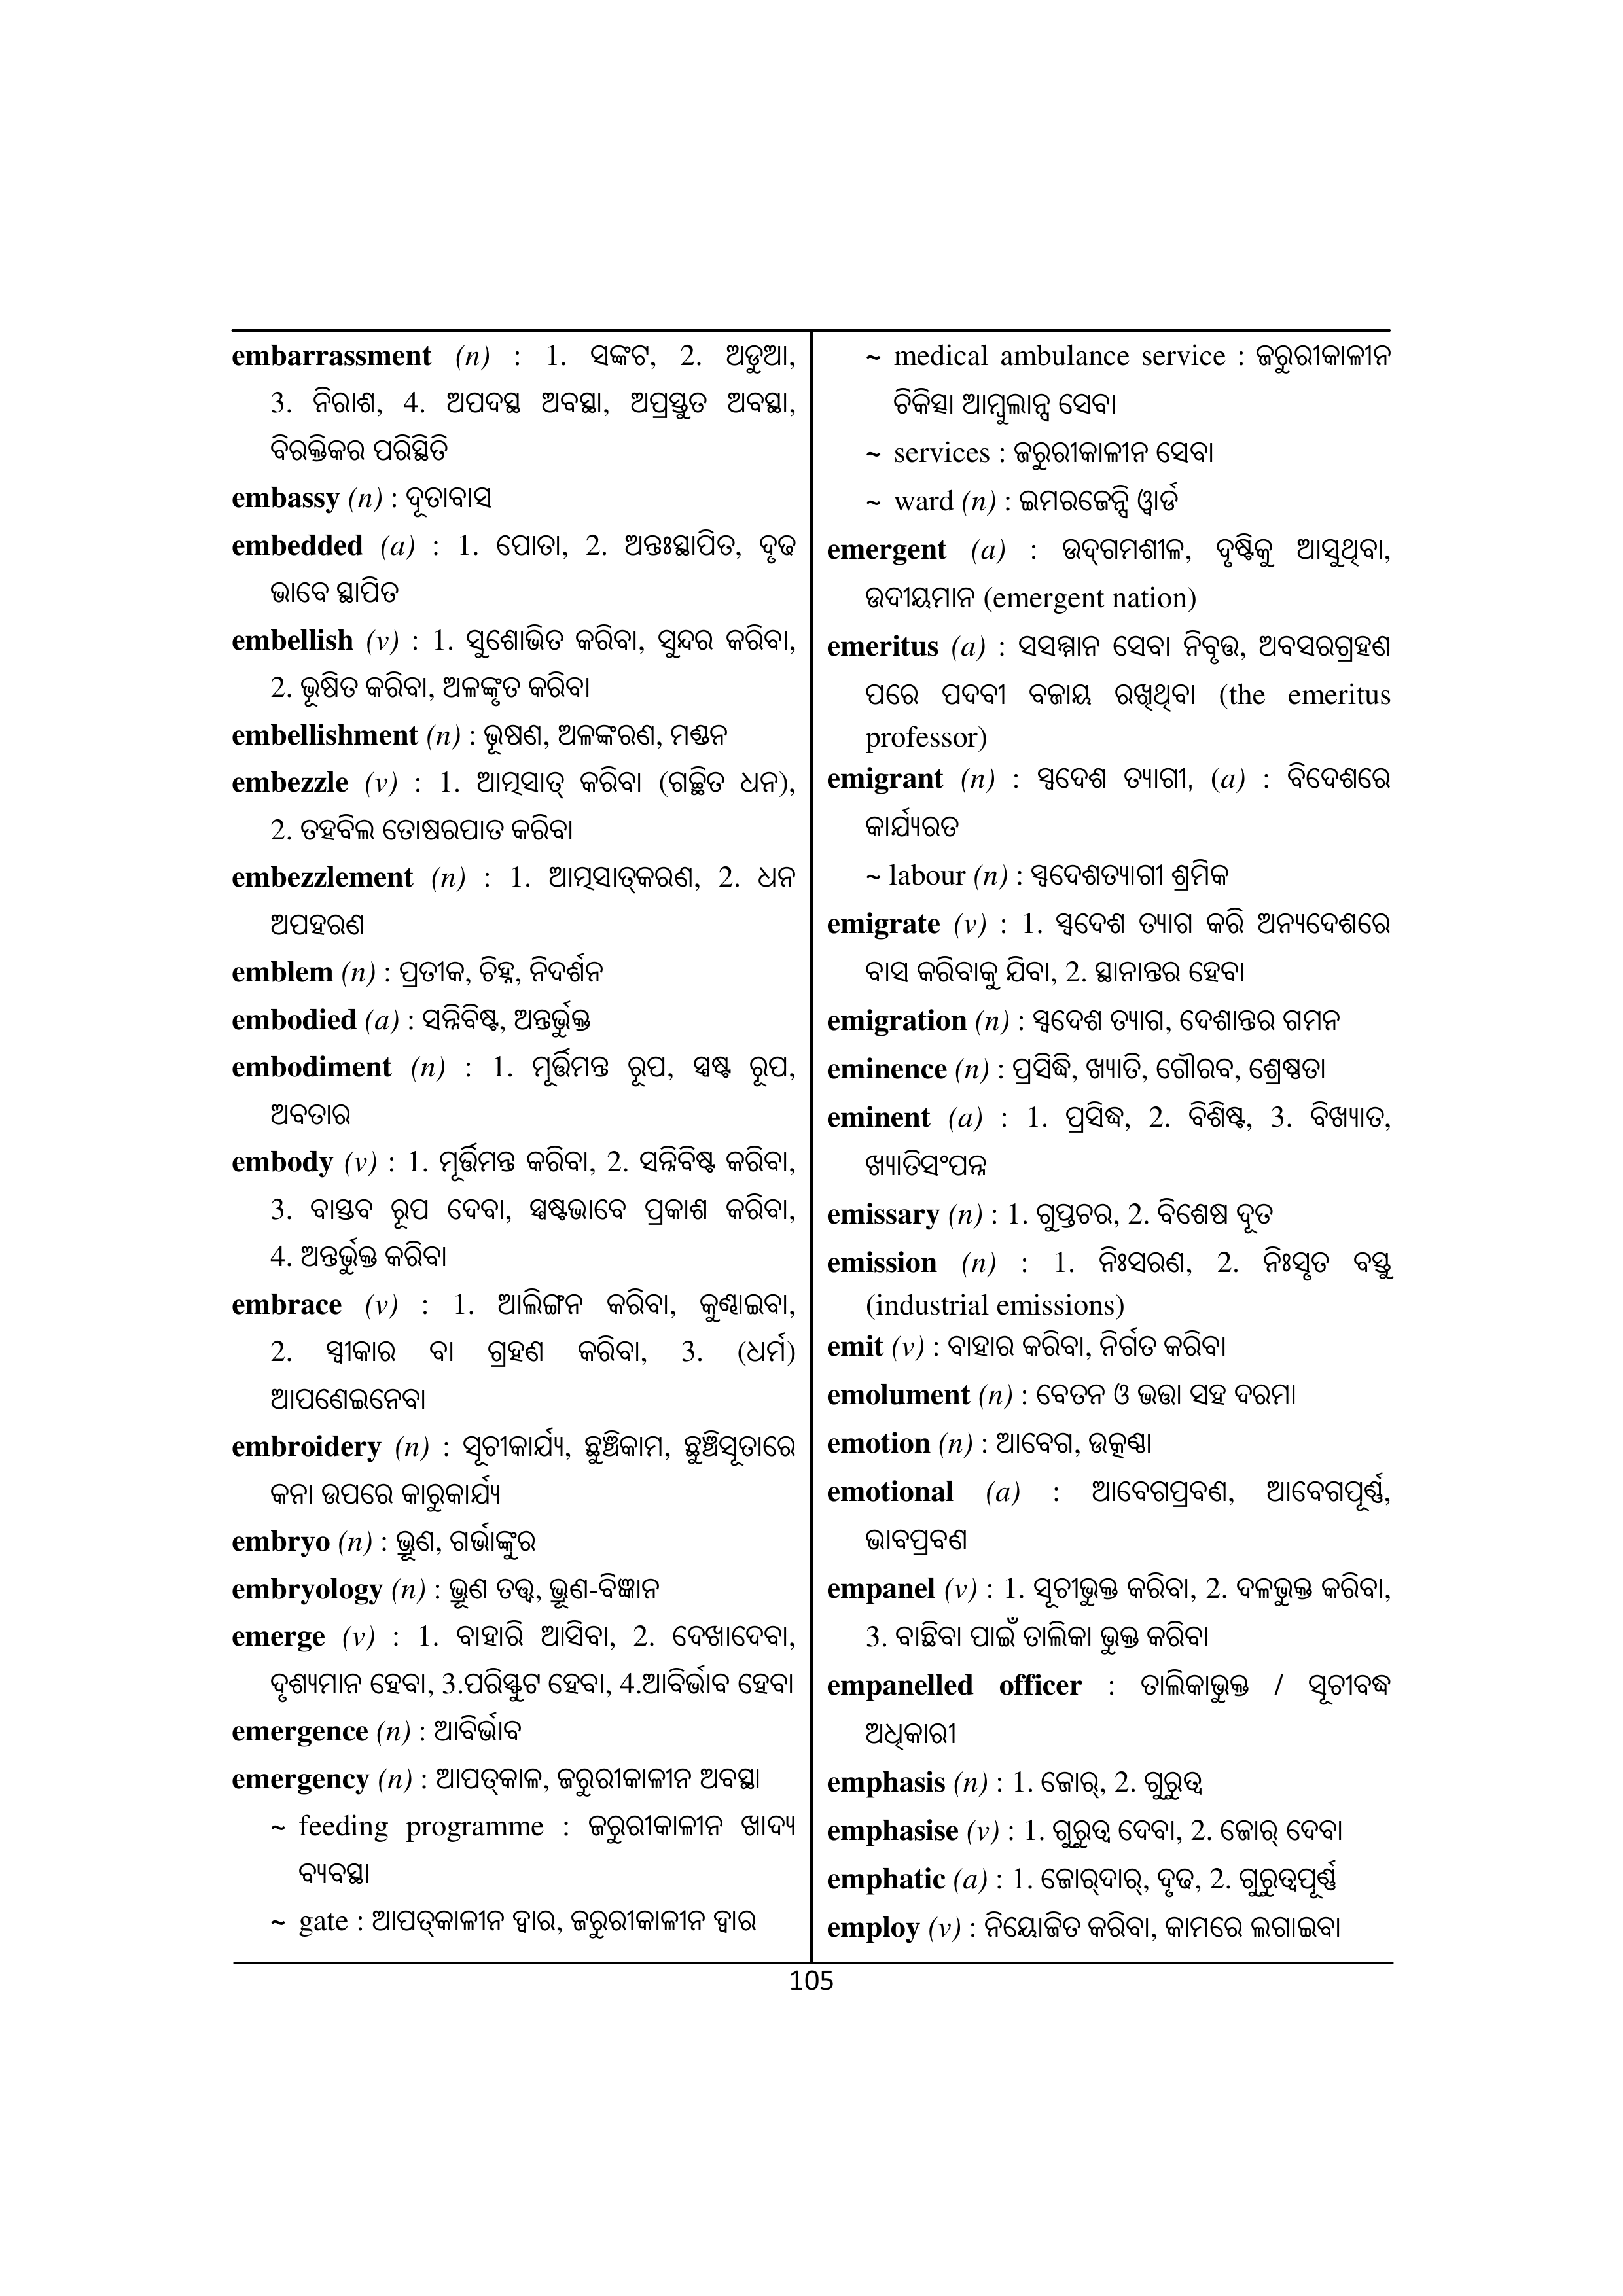 embarrassment (n) : 1. ସଙ୍କଟ, 2. ଅଡୁଆ,
3. ନିରାଶ, 4. ଅପଦସ୍ଥ ଅବସ୍ଥା, ଅପ୍ରସ୍ତୁତ ଅବସ୍ଥା,
ବିରକ୍ତିକର ପରିସ୍ଥିତି
embassy (n) : ଦୂତାବାସ
embedded (a) : 1. ପୋତା, 2. ଅନ୍ତଃସ୍ଥାପିତ, ଦୃଢ
ଭାବେ ସ୍ଥାପିତ
embellish (v) : 1. ସୁଶୋଭିତ କରିବା, ସୁନ୍ଦର କରିବା,
2. ଭୂଷିତ କରିବା, ଅଳଙ୍କୃତ କରିବା
embellishment (n) : ଭୂଷଣ, ଅଳଙ୍କରଣ, ମଣ୍ଡନ
embezzle (v) : 1. ଆତ୍ମସାତ୍ କରିବା (ଗଚ୍ଛିତ ଧନ),
2. ତହବିଲ ତୋଷରପାତ କରିବା
embezzlement (n) : 1. ଆତ୍ମସାତ୍‌କରଣ, 2. ଧନ
ଅପହରଣ
emblem (n) : ପ୍ରତୀକ, ଚିହ୍ନ, ନିଦର୍ଶନ
embodied (a) : ସନ୍ନିବିଷ୍ଟ, ଅନ୍ତର୍ଭୁକ୍ତ
embodiment (n) : 1. ମୂର୍ତ୍ତିମନ୍ତ ରୂପ, ସ୍ପଷ୍ଟ ରୂପ,
ଅବତାର
embody (v) : 1. ମୂର୍ତ୍ତିମନ୍ତ କରିବା, 2. ସନ୍ନିବିଷ୍ଟ କରିବା,
3. ବାସ୍ତବ ରୂପ ଦେବା, ସ୍ପଷ୍ଟଭାବେ ପ୍ରକାଶ କରିବା,
4. ଅନ୍ତର୍ଭୁକ୍ତ କରିବା
embrace (v) : 1. ଆଲିଙ୍ଗନ କରିବା, କୁଣ୍ଢାଇବା,
2. ସ୍ୱୀକାର ବା ଗ୍ରହଣ କରିବା, 3. (ଧର୍ମ)
ଆପଣେଇନେବା
embroidery (n) : ସୂଚୀକାର୍ଯ୍ୟ, ଛୁଞ୍ଚିକାମ, ଛୁଞ୍ଚିସୂତାରେ
କନା ଉପରେ କାରୁକାର୍ଯ୍ୟ
embryo (n) : ଭ୍ରୂଣ, ଗର୍ଭାଙ୍କୁର
embryology (n) : ଭ୍ରୂଣ ତତ୍ତ୍ୱ, ଭ୍ରୂଣ-ବିଜ୍ଞାନ
emerge (v) : 1. ବାହାରି ଆସିବା, 2. ଦେଖାଦେବା,
ଦୃଶ୍ୟମାନ ହେବା, 3.ପରିସ୍ଫୁଟ ହେବା, 4.ଆବିର୍ଭାବ ହେବା
emergence (n) : ଆବିର୍ଭାବ
emergency (n) : ଆପତ୍‌କାଳ, ଜରୁରୀକାଳୀନ ଅବସ୍ଥା
~ feeding programme : ଜରୁରୀକାଳୀନ ଖାଦ୍ୟ
ବ୍ୟବସ୍ଥା
~ gate : ଆପତ୍‌କାଳୀନ ଦ୍ୱାର, ଜରୁରୀକାଳୀନ ଦ୍ୱାର
~ medical ambulance service : ଜରୁରୀକାଳୀନ
ଚିକିତ୍ସା ଆମ୍ବୁଲାନ୍ସ ସେବା
~ services : ଜରୁରୀକାଳୀନ ସେବା
~ ward (n) : ଇମରଜେନ୍ସି ୱାର୍ଡ
emergent (a) : ଉଦ୍‌ଗମଶୀଳ, ଦୃଷ୍ଟିକୁ ଆସୁଥିବା,
ଉଦୀୟମାନ (emergent nation)
emeritus (a) : ସସମ୍ମାନ ସେବା ନିବୃତ୍ତ, ଅବସରଗ୍ରହଣ
ପରେ ପଦବୀ ବଜାୟ ରଖିଥିବା (the emeritus
professor)
emigrant (n) : ସ୍ୱଦେଶ ତ୍ୟାଗୀ, (a) : ବିଦେଶରେ
କାର୍ଯ୍ୟରତ
~ labour (n) : ସ୍ୱଦେଶତ୍ୟାଗୀ ଶ୍ରମିକ
emigrate (v) : 1. ସ୍ୱଦେଶ ତ୍ୟାଗ କରି ଅନ୍ୟଦେଶରେ
ବାସ କରିବାକୁ ଯିବା, 2. ସ୍ଥାନାନ୍ତର ହେବା
emigration (n) : ସ୍ୱଦେଶ ତ୍ୟାଗ, ଦେଶାନ୍ତର ଗମନ
eminence (n) : ପ୍ରସିଦ୍ଧି, ଖ୍ୟାତି, ଗୌରବ, ଶ୍ରେଷ୍ଠତା
eminent (a) : 1. ପ୍ରସିଦ୍ଧ, 2. ବିଶିଷ୍ଟ, 3. ବିଖ୍ୟାତ,
ଖ୍ୟାତିସଂପନ୍ନ
emissary (n) : 1. ଗୁପ୍ତଚର, 2. ବିଶେଷ ଦୂତ
emission (n) : 1. ନିଃସରଣ, 2. ନିଃସୃତ ବସ୍ତୁ
(industrial emissions)
emit (v) : ବାହାର କରିବା, ନିର୍ଗତ କରିବା
emolument (n) : ବେତନ ଓ ଭତ୍ତା ସହ ଦରମା
emotion (n) : ଆବେଗ, ଉତ୍କଣ୍ଠା
emotional (a) : ଆବେଗପ୍ରବଣ, ଆବେଗପୂର୍ଣ୍ଣ,
ଭାବପ୍ରବଣ
empanel (v) : 1. ସୂଚୀଭୁକ୍ତ କରିବା, 2. ଦଳଭୁକ୍ତ କରିବା,
3. ବାଛିବା ପାଇଁ ତାଲିକା ଭୁକ୍ତ କରିବା
empanelled officer : ତାଲିକାଭୁକ୍ତ / ସୂଚୀବଦ୍ଧ
ଅଧିକାରୀ
emphasis (n) : 1. ଜୋର୍, 2. ଗୁରୁତ୍ୱ
emphasise (v) : 1. ଗୁରୁତ୍ୱ ଦେବା, 2. ଜୋର୍ ଦେବା
emphatic (a) : 1. ଜୋର୍‌ଦାର୍, ଦୃଢ, 2. ଗୁରୁତ୍ୱପୂର୍ଣ୍ଣ
employ (v) : ନିୟୋଜିତ କରିବା, କାମରେ ଲଗାଇବା
105